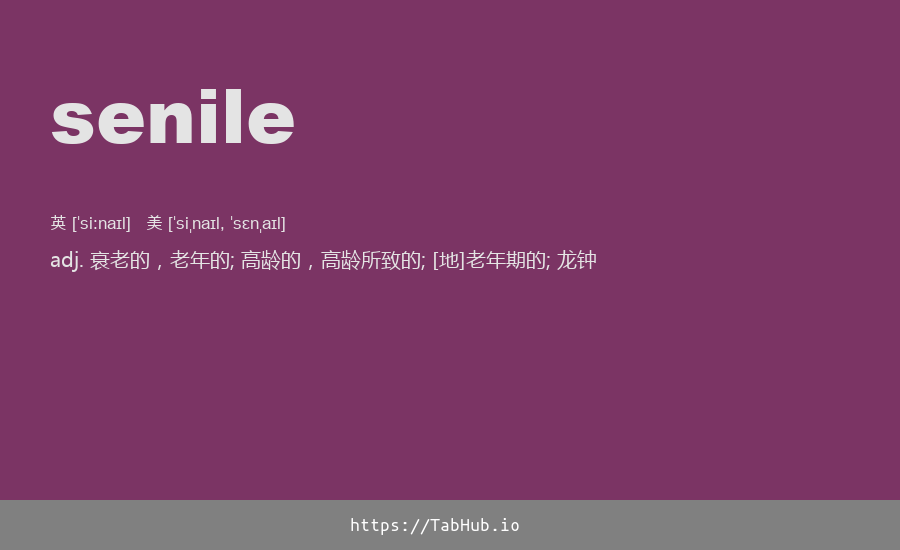 senile
英 [ˈsiːnaɪl]   美 [ˈsiˌnaɪl, ˈsɛnˌaɪl]
adj. 衰老的，老年的; 高龄的，高龄所致的; [地]老年期的; 龙钟
https://TabHub.io